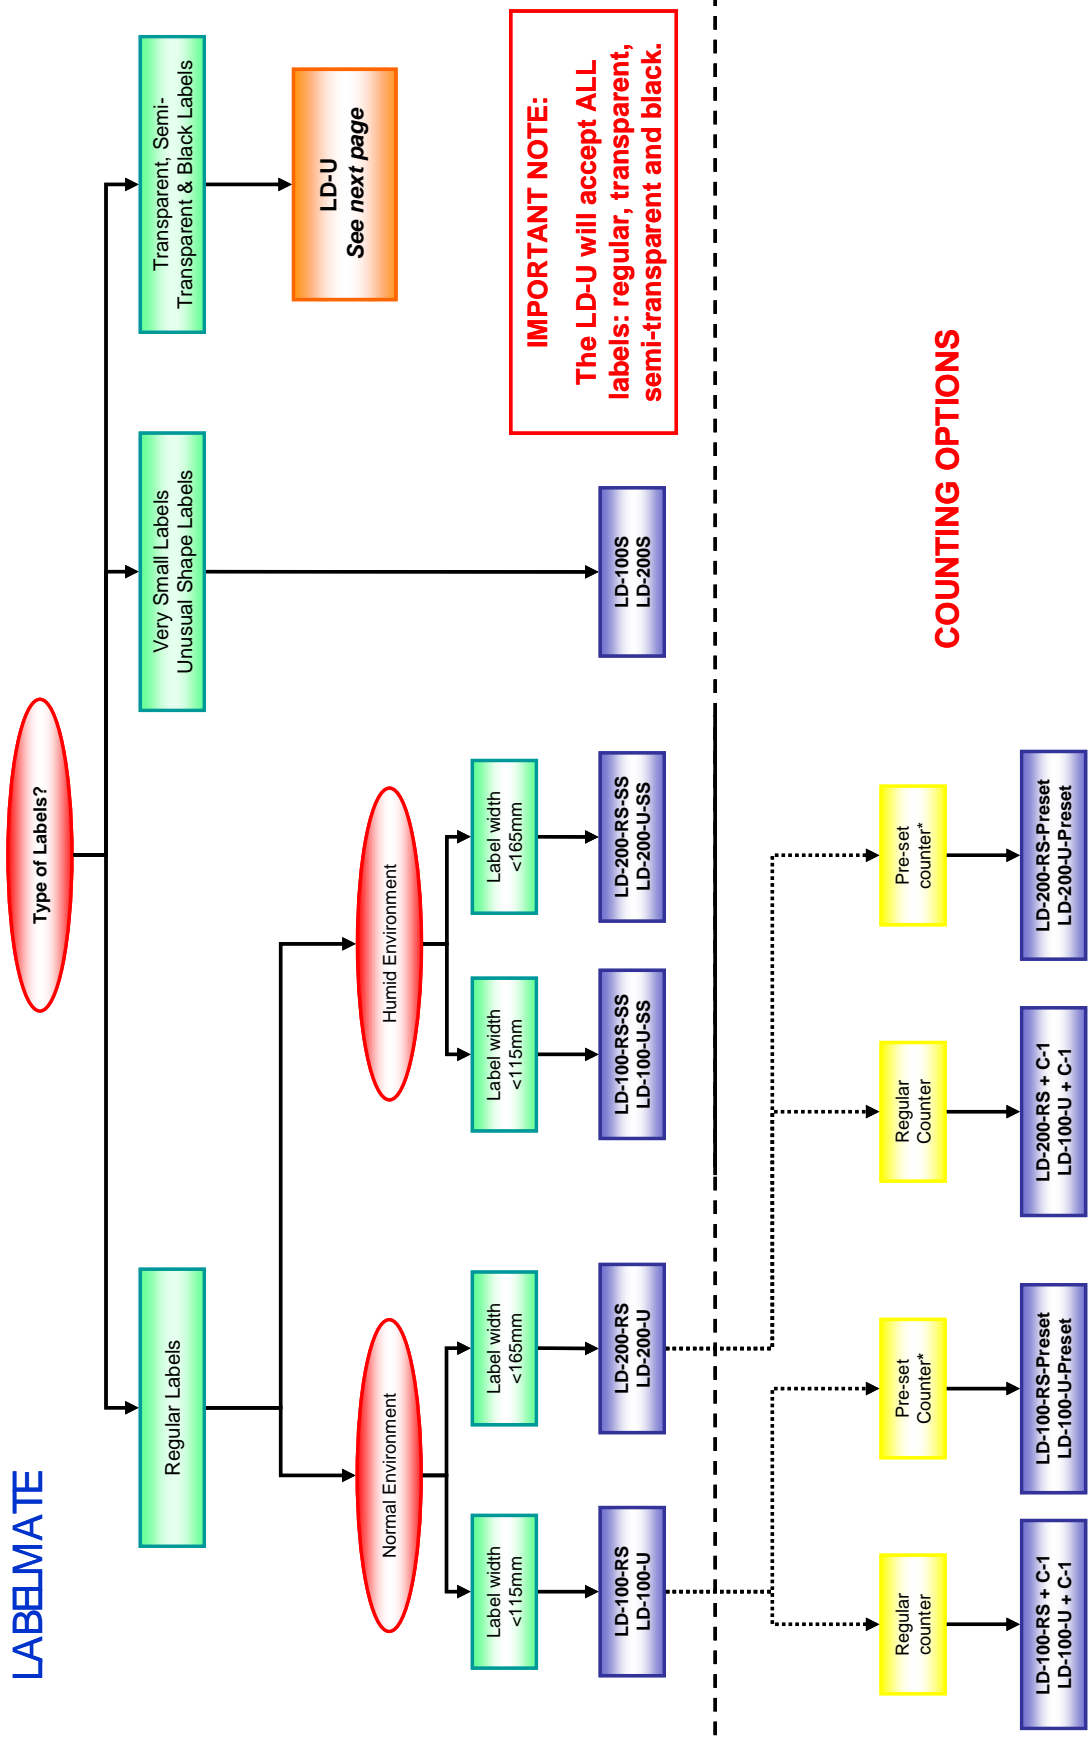 LABELMATE
Type of Labels?
Regular Labels
Very Small Labels
Unusual Shape Labels
Transparent, Semi-
Transparent & Black Labels
LD-U
See next page
Normal Environment
Humid Environment
Label width
<115mm
Label width
<165mm
Label width
<115mm
Label width
<165mm
LD-100-RS
LD-100-U
LD-200-RS
LD-200-U
LD-100-RS-SS
LD-100-U-SS
LD-200-RS-SS
LD-200-U-SS
LD-100S
LD-200S
IMPORTANT NOTE:
The LD-U will accept ALL
labels: regular, transparent,
semi-transparent and black.
Regular
counter
Pre-set
Counter*
Regular
Counter
Pre-set
counter*
COUNTING OPTIONS
LD-100-RS + C-1
LD-100-U + C-1
LD-100-RS-Preset
LD-100-U-Preset
LD-200-RS + C-1
LD-100-U + C-1
LD-200-RS-Preset
LD-200-U-Preset